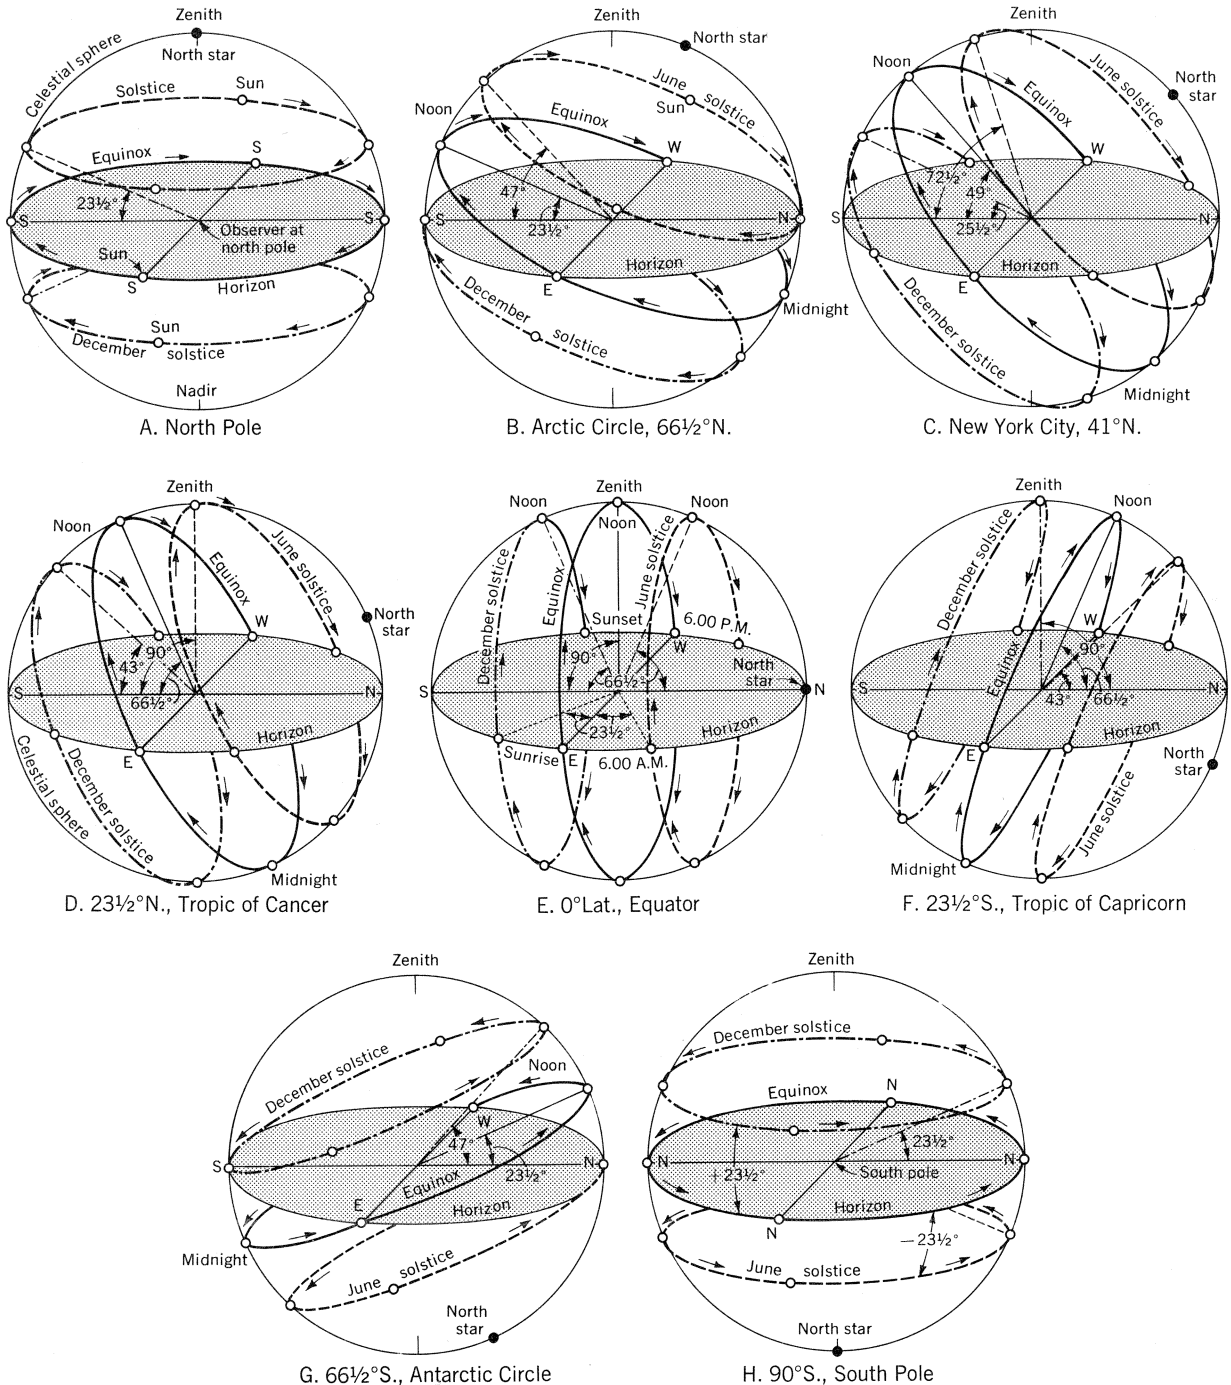 Zenith
North star
Celestial sphere
Solstice
Sun
Equinox
S
23½°
S
S
Observer at
north pole
Sun
S
Horizon
Sun
December solstice
Nadir
A. North Pole
Zenith
North star
June solstice
Sun
Noon
Equinox
W
47°
S
N
23½°
Horizon
E
December solstice
Midnight
B. Arctic Circle, 66½°N.
Zenith
Noon
June solstice
North
star
Equinox
W
72½°
49°
S
N
25½°
Horizon
E
December solstice
Midnight
C. New York City, 41°N.
Zenith
Noon
June solstice
Equinox
W
North
star
90°
43°
S
N
66½°
Horizon
E
Celestial sphere
December solstice
Midnight
D. 23½°N., Tropic of Cancer
Noon
Zenith
Noon
Noon
December solstice
Equinox
June solstice
Sunset
6.00 P.M.
W
90°
North
star
S
66½°
N
23½°
Horizon
Sunrise
E
6.00 A.M.
E. 0°Lat., Equator
Zenith
Noon
December solstice
W
Equinox
90°
S
43°
66½°
N
Horizon
E
North
star
June solstice
Midnight
F. 23½°S., Tropic of Capricorn
Zenith
December solstice
Noon
W
47°
S
N
23½°
Equinox
E
Horizon
Midnight
June solstice
North
star
G. 66½°S., Antarctic Circle
Zenith
December solstice
Equinox
N
23½°
N
N
+23½°
South pole
Horizon
N
−23½°
June solstice
North star
H. 90°S., South Pole